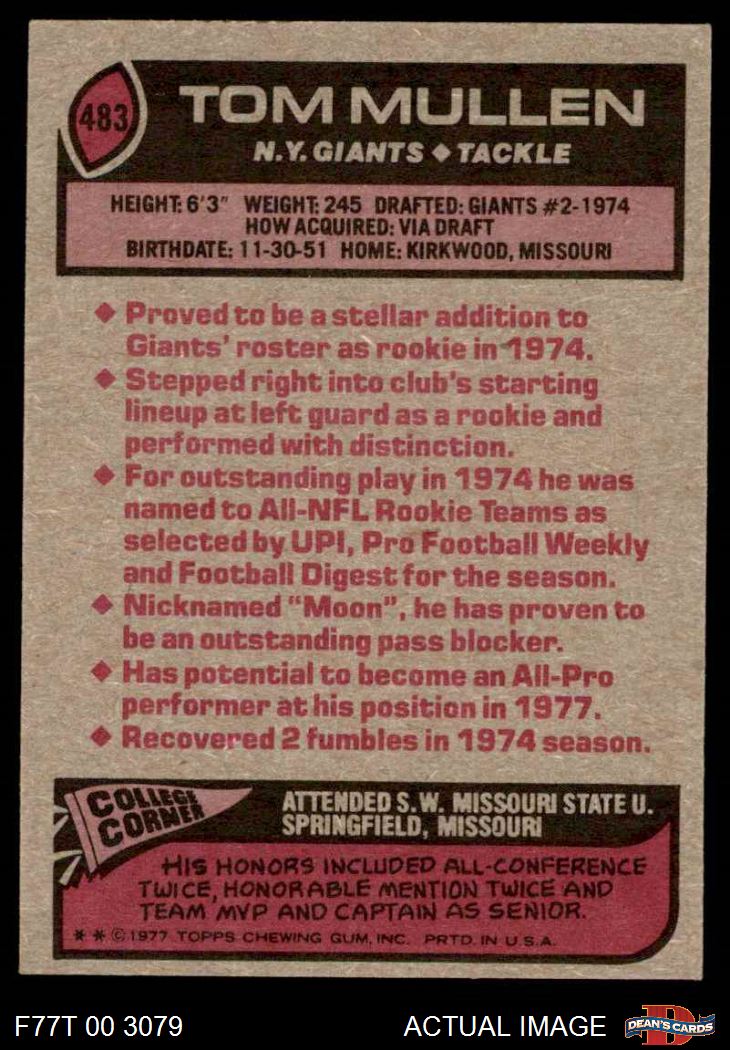 483
TOM MULLEN
N.Y. GIANTS ◆ TACKLE
HEIGHT: 6'3" WEIGHT: 245 DRAFTED: GIANTS #2-1974
HOW ACQUIRED: VIA DRAFT
BIRTHDATE: 11-30-51 HOME: KIRKWOOD, MISSOURI
◆ Proved to be a stellar addition to
Giants' roster as rookie in 1974.
◆ Stepped right into club's starting
lineup at left guard as a rookie and
performed with distinction.
◆ For outstanding play in 1974 he was
named to All-NFL Rookie Teams as
selected by UPI, Pro Football Weekly
and Football Digest for the season.
◆ Nicknamed "Moon", he has proven to
be an outstanding pass blocker.
◆ Has potential to become an All-Pro
performer at his position in 1977.
◆ Recovered 2 fumbles in 1974 season.
COLLEGE
CORNER
ATTENDED S.W. MISSOURI STATE U.
SPRINGFIELD, MISSOURI
HIS HONORS INCLUDED ALL-CONFERENCE
TWICE, HONORABLE MENTION TWICE AND
TEAM MVP AND CAPTAIN AS SENIOR.
* * © 1977 TOPPS CHEWING GUM, INC. PRTD. IN U.S.A.
F77T 00 3079
ACTUAL IMAGE
D
DEAN'S CARDS